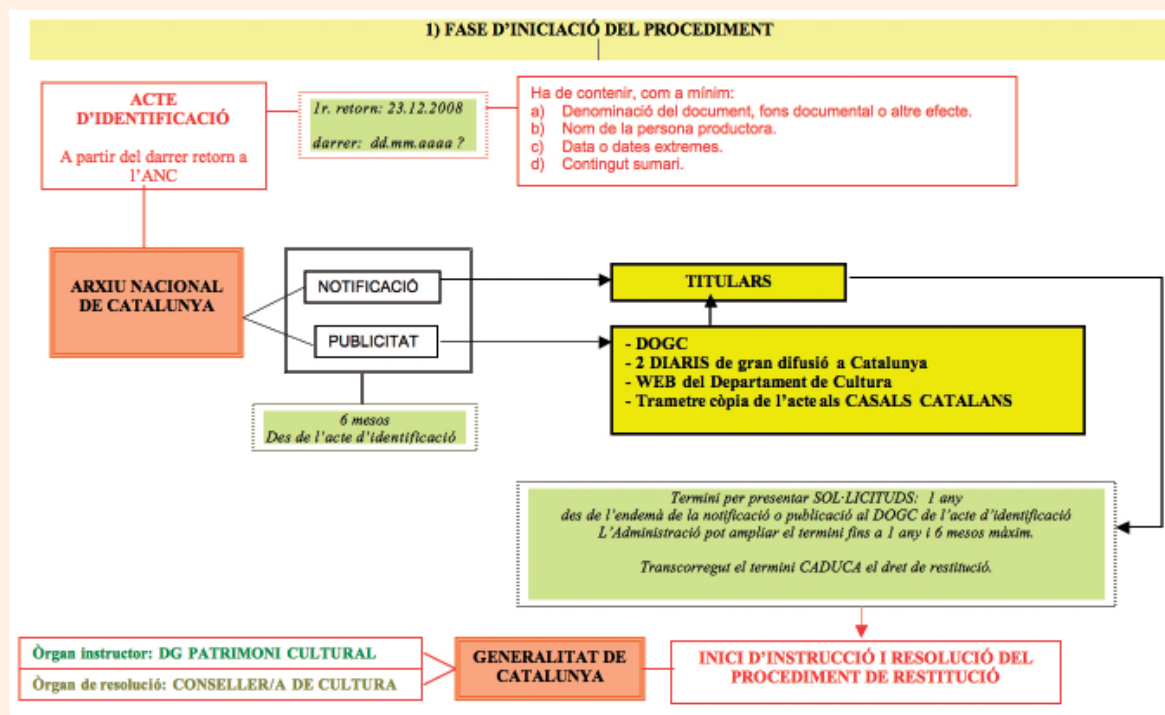 1) FASE D'INICIACIÓ DEL PROCEDIMENT
ACTE
D'IDENTIFICACIÓ
A partir del darrer retorn a
l'ANC
1r. retorn: 23.12.2008
darrer: dd.mm.aaaa ?
Ha de contenir, com a mínim:
a) Denominació del document, fons documental o altre efecte.
b) Nom de la persona productora.
c) Data o dates extremes.
d) Contingut sumari.
ARXIU NACIONAL
DE CATALUNYA
NOTIFICACIÓ
PUBLICITAT
TITULARS
- DOGC
- 2 DIARIS de gran difusió a Catalunya
- WEB del Departament de Cultura
- Trametre còpia de l'acte als CASALS CATALANS
6 mesos
Des de l'acte d'identificació
Termini per presentar SOL·LICITUDS: 1 any
des de l'endemà de la notificació o publicació al DOGC de l'acte d'identificació
L'Administració pot ampliar el termini fins a 1 any i 6 mesos màxim.
Transcorregut el termini CADUCA el dret de restitució.
Òrgan instructor: DG PATRIMONI CULTURAL
Òrgan de resolució: CONSELLER/A DE CULTURA
GENERALITAT DE
CATALUNYA
INICI D'INSTRUCCIÓ I RESOLUCIÓ DEL
PROCEDIMENT DE RESTITUCIÓ